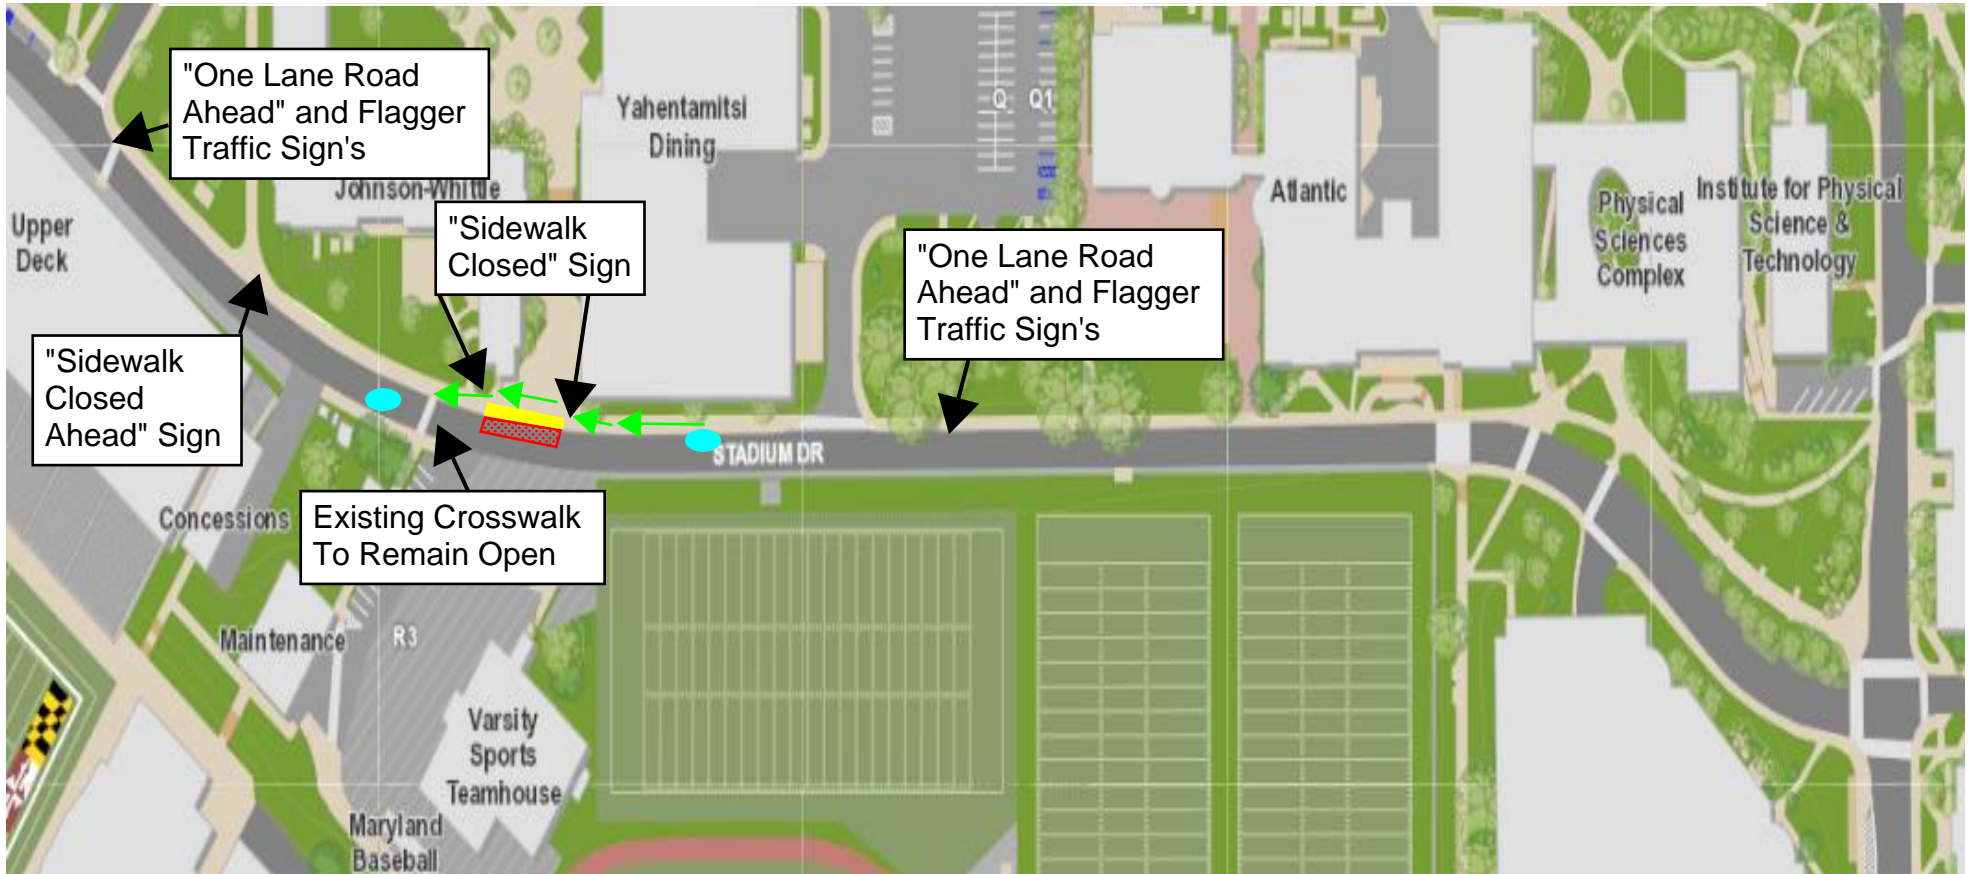 "One Lane Road
Ahead" and Flagger
Traffic Sign's
Yahentamitsi
Dining
Q
Q1
Johnson-Whittle
Atlantic
Institute for Physical
Science &
Technology
Physical
Sciences
Complex
Upper
Deck
"Sidewalk
Closed" Sign
"One Lane Road
Ahead" and Flagger
Traffic Sign's
"Sidewalk
Closed
Ahead" Sign
STADIUM DR
Existing Crosswalk
To Remain Open
Concessions
Maintenance
R3
Varsity
Sports
Teamhouse
Maryland
Baseball